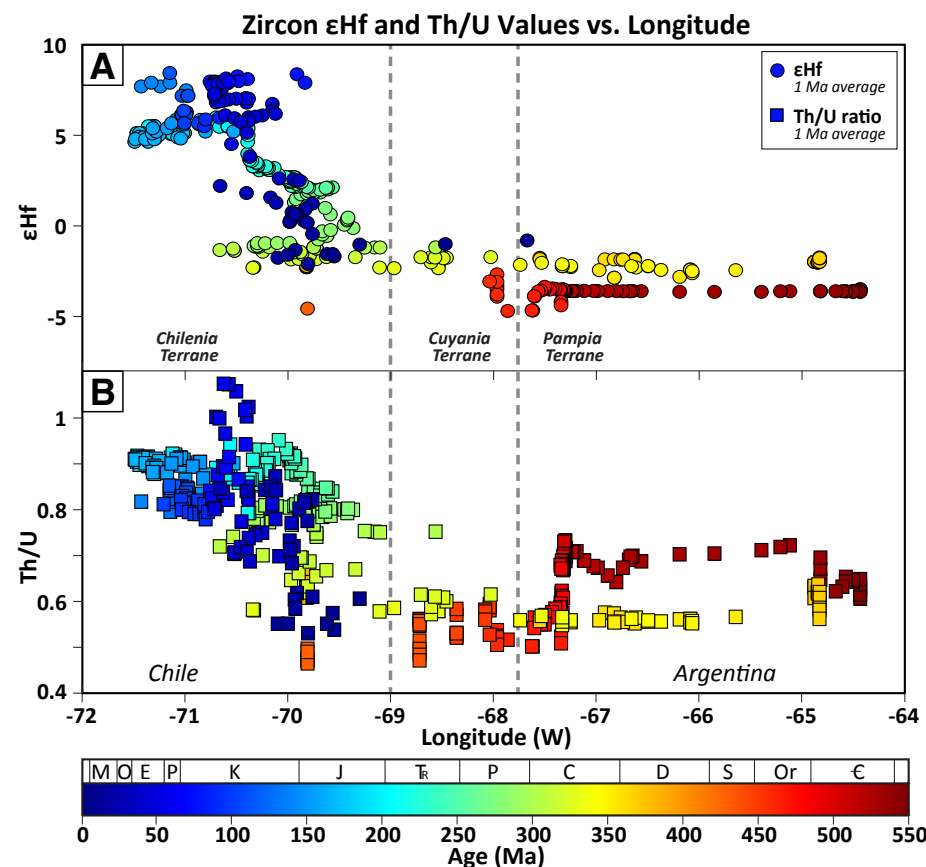 Zircon εHf and Th/U Values vs. Longitude
A
εHf
1 Ma average
Th/U ratio
1 Ma average
10
5
0
-5
εHf
Chilenia
Terrane
Cuyania
Terrane
Pampia
Terrane
B
1
0.8
0.6
0.4
Th/U
Chile
Argentina
-72 -71 -70 -69 -68 -67 -66 -65 -64
Longitude (W)
M O E P K J TR P C D S Or Є
0 50 100 150 200 250 300 350 400 450 500 550
Age (Ma)